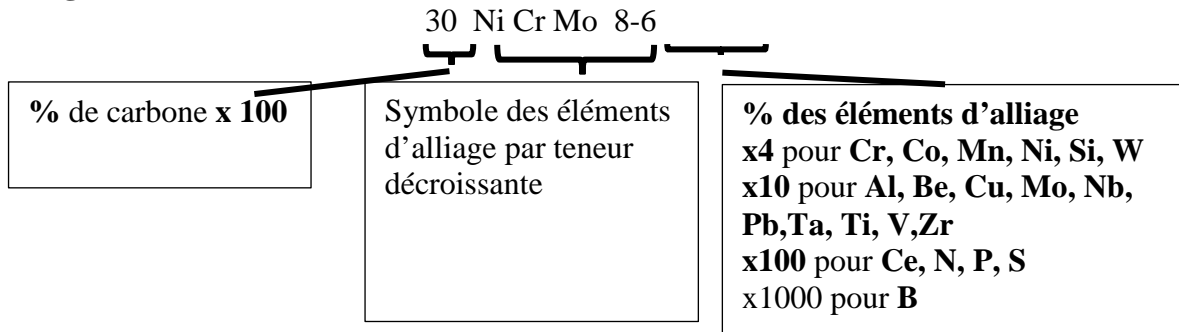 30 Ni Cr Mo 8-6
% de carbone x 100
Symbole des éléments
d'alliage par teneur
décroissante
% des éléments d'alliage
x4 pour Cr, Co, Mn, Ni, Si, W
x10 pour Al, Be, Cu, Mo, Nb,
Pb,Ta, Ti, V,Zr
x100 pour Ce, N, P, S
x1000 pour B